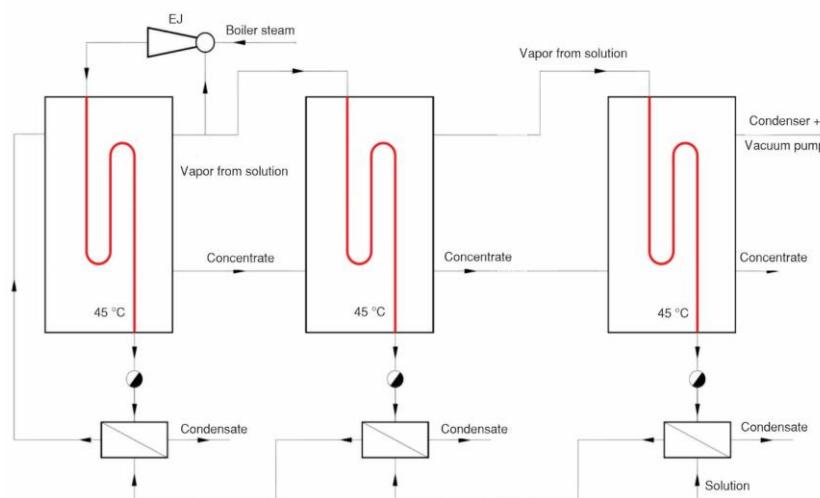 EJ
Boiler steam
Vapor from solution
Condenser +
Vacuum pump
Vapor from solution
Concentrate
Concentrate
Concentrate
45 °C
45 °C
45 °C
Condensate
Condensate
Condensate
Solution